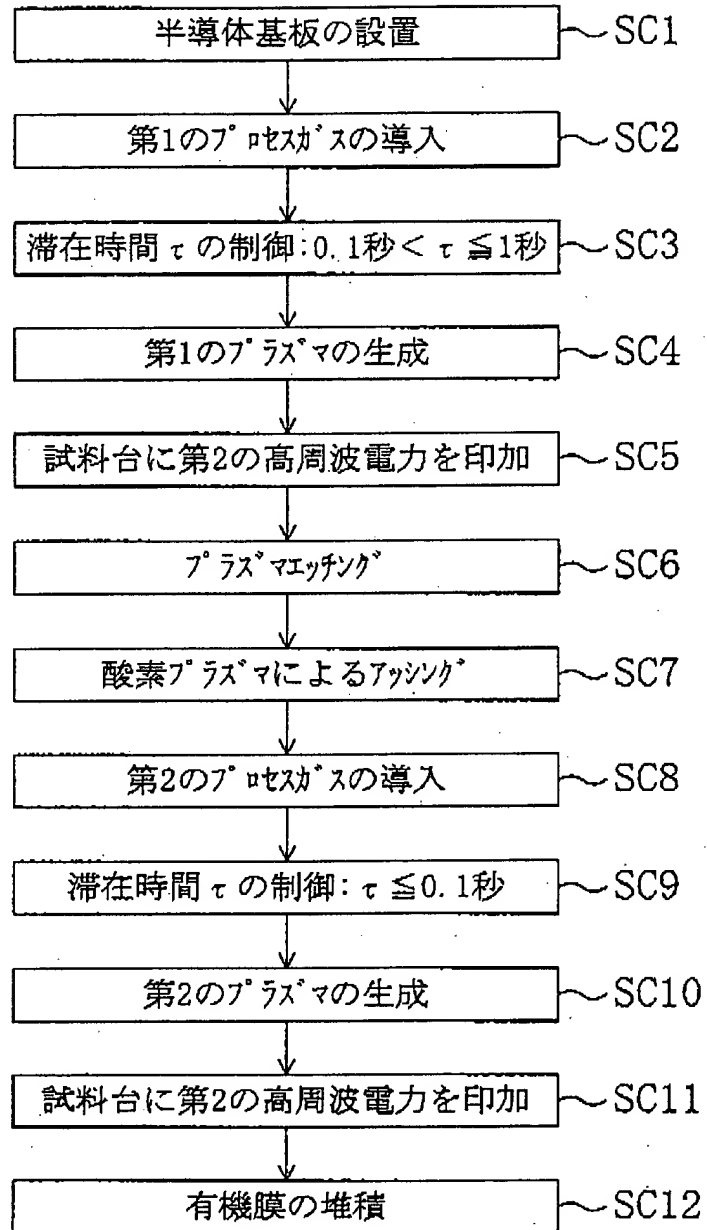 半導体基板の設置 SC1
第1のﾌﾟﾛｾｽｶﾞｽの導入 SC2
滞在時間τの制御:0.1秒<τ≦1秒 SC3
第1のﾌﾟﾗｽﾞﾏの生成 SC4
試料台に第2の高周波電力を印加 SC5
ﾌﾟﾗｽﾞﾏｴｯﾁﾝｸﾞ SC6
酸素ﾌﾟﾗｽﾞﾏによるｱｯｼﾝｸﾞ SC7
第2のﾌﾟﾛｾｽｶﾞｽの導入 SC8
滞在時間τの制御:τ≦0.1秒 SC9
第2のﾌﾟﾗｽﾞﾏの生成 SC10
試料台に第2の高周波電力を印加 SC11
有機膜の堆積 SC12